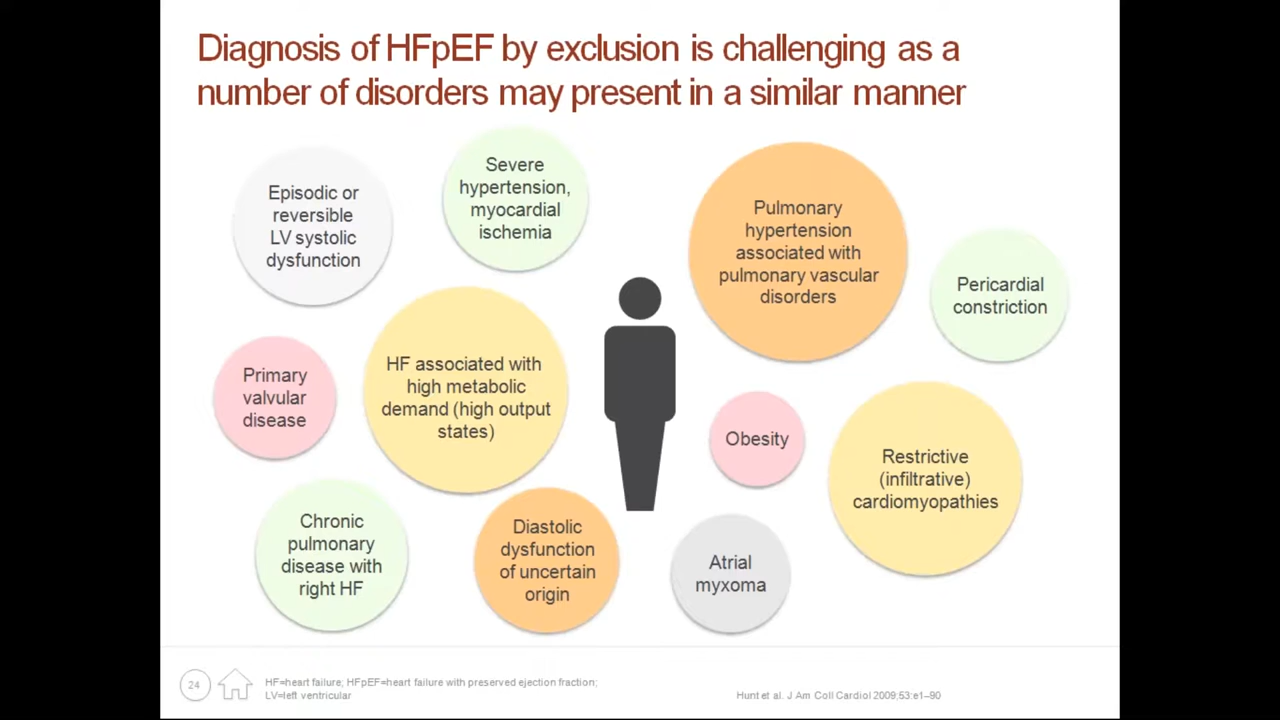 Diagnosis of HFpEF by exclusion is challenging as a
number of disorders may present in a similar manner
Episodic or
reversible
LV systolic
dysfunction
Severe
hypertension,
myocardial
ischemia
Pulmonary
hypertension
associated with
pulmonary vascular
disorders
Pericardial
constriction
Primary
valvular
disease
HF associated with
high metabolic
demand (high output
states)
Obesity
Restrictive
(infiltrative)
cardiomyopathies
Chronic
pulmonary
disease with
right HF
Diastolic
dysfunction
of uncertain
origin
Atrial
myxoma
24
HF=heart failure; HFpEF=heart failure with preserved ejection fraction;
LV=left ventricular
Hunt et al. J Am Coll Cardiol 2009;53:e1–90